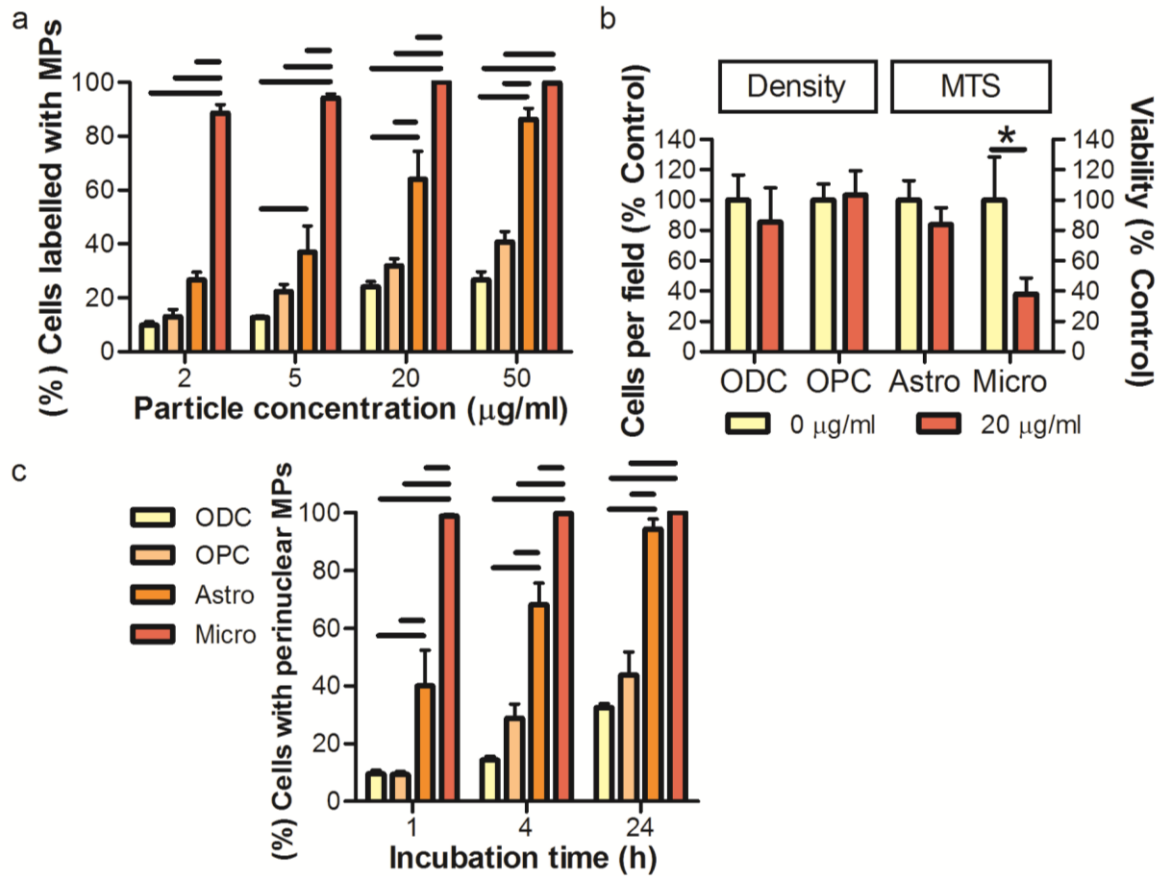 a
(%) Cells labelled with MPs
100
80
60
40
20
0
2 5 20 50
Particle concentration (μg/ml)
b
Density MTS
Cells per field (% Control)
140
120
100
80
60
40
20
0
*
140
120
100
80
60
40
20
0
Viability (% Control)
ODC OPC Astro Micro
0 μg/ml 20 μg/ml
c
ODC
OPC
Astro
Micro
(%) Cells with perinuclear MPs
100
80
60
40
20
0
1 4 24
Incubation time (h)